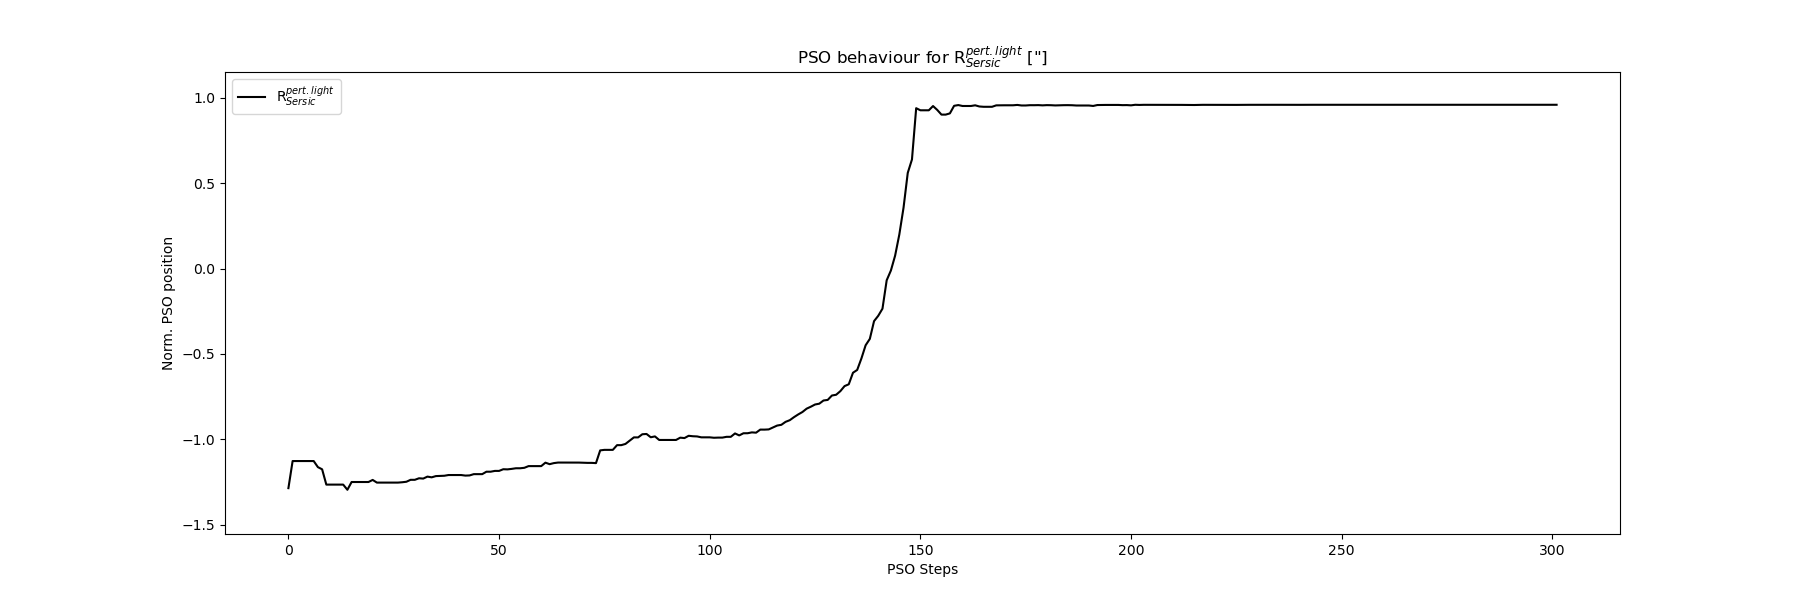 PSO behaviour for R^{pert. light}_{Sersic} ["]
R^{pert. light}_{Sersic}
1.0
0.5
0.0
−0.5
−1.0
−1.5
Norm. PSO position
0 50 100 150 200 250 300
PSO Steps